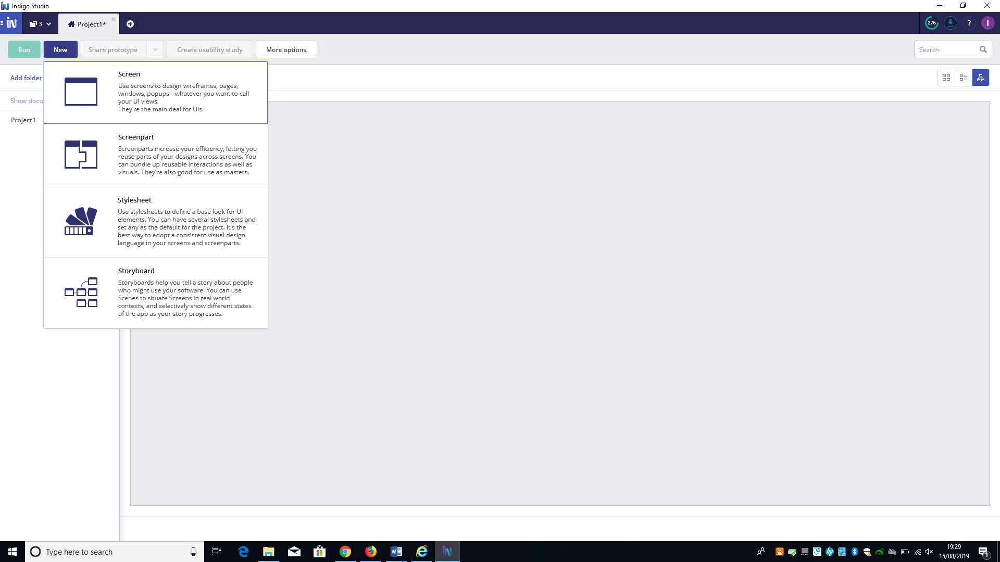 Indigo Studio
3
Project1*
276
?
I
Run
New
Share prototype
Create usability study
More options
Search
Add folder
Show docu
Project1
Screen
Use screens to design wireframes, pages,
windows, popups --whatever you want to call
your UI views.
They're the main deal for UIs.
Screenpart
Screenparts increase your efficiency, letting you
reuse parts of your designs across screens. You
can bundle up reusable interactions as well as
visuals. They're also good for use as masters.
Stylesheet
Use stylesheets to define a base look for UI
elements. You can have several stylesheets and
set any as the default for the project. It's the
best way to adopt a consistent visual design
language in your screens and screenparts.
Storyboard
Storyboards help you tell a story about people
who might use your software. You can use
Scenes to situate Screens in real world
contexts, and selectively show different states
of the app as your story progresses.
Type here to search
19:29
15/08/2019
1